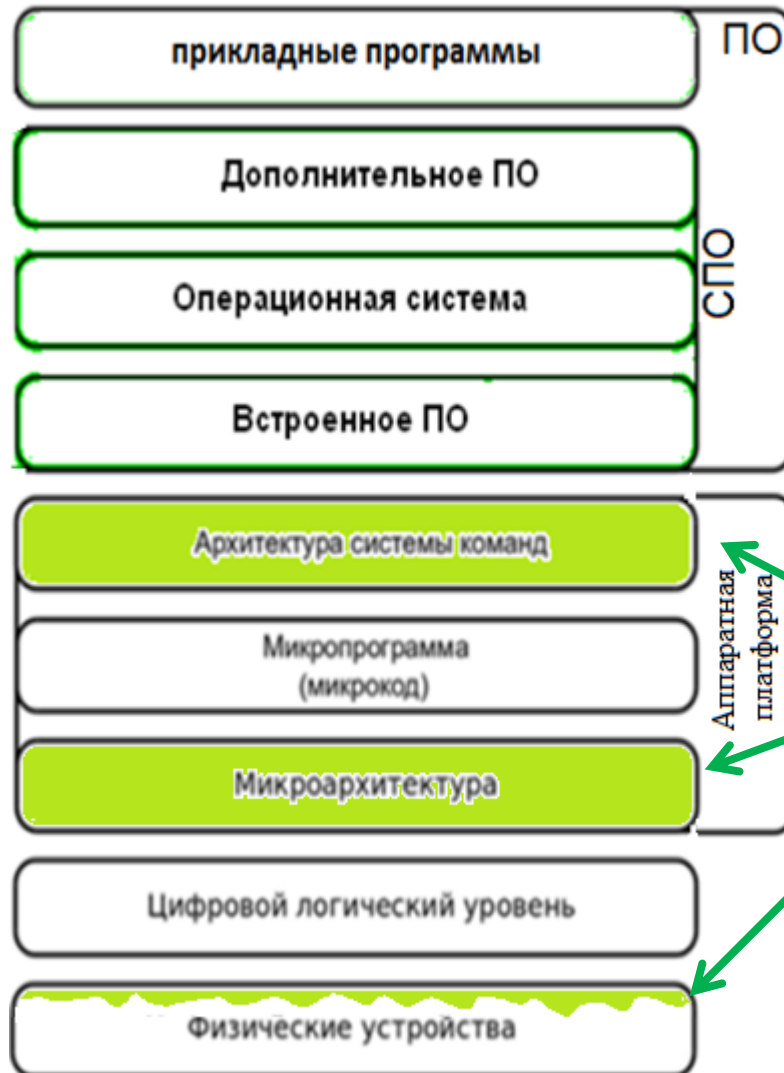 прикладные программы
ПО
Дополнительное ПО
СПО
Операционная система
Встроенное ПО
Архитектура системы команд
Аппаратная
платформа
Микропрограмма
(микрокод)
Микроархитектура
Цифровой логический уровень
Физические устройства